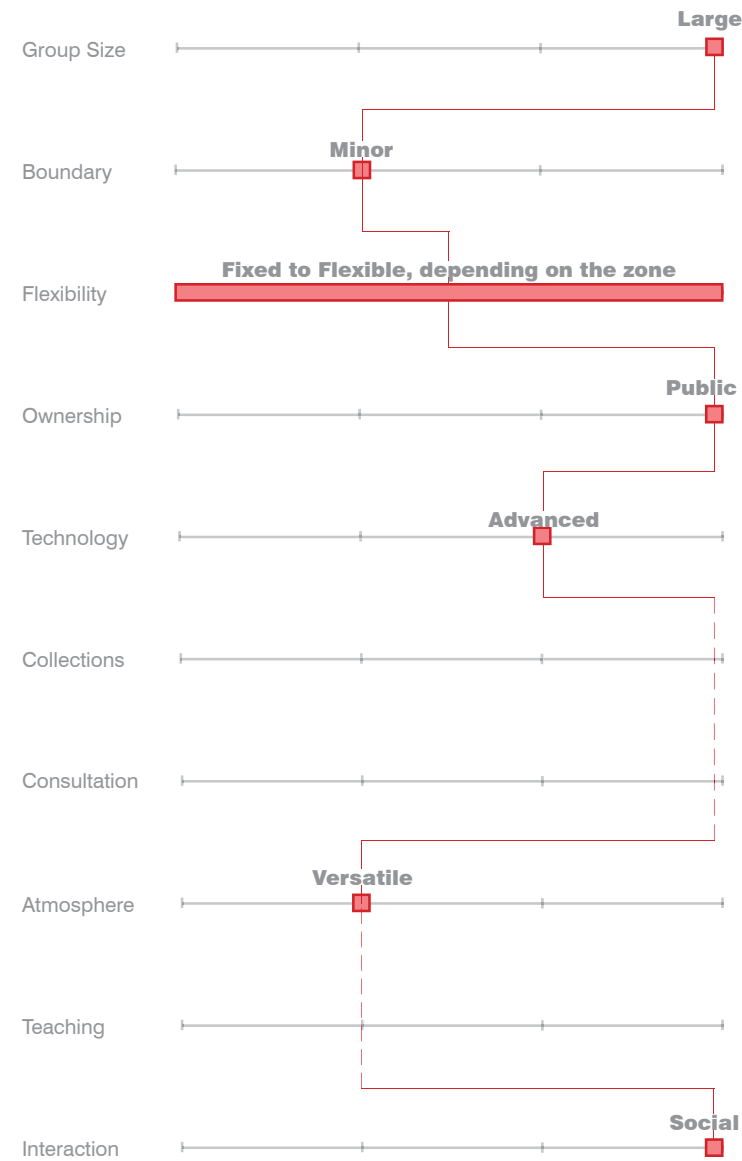 Large
Group Size
Minor
Boundary
Fixed to Flexible, depending on the zone
Flexibility
Public
Ownership
Advanced
Technology
Collections
Consultation
Versatile
Atmosphere
Teaching
Social
Interaction